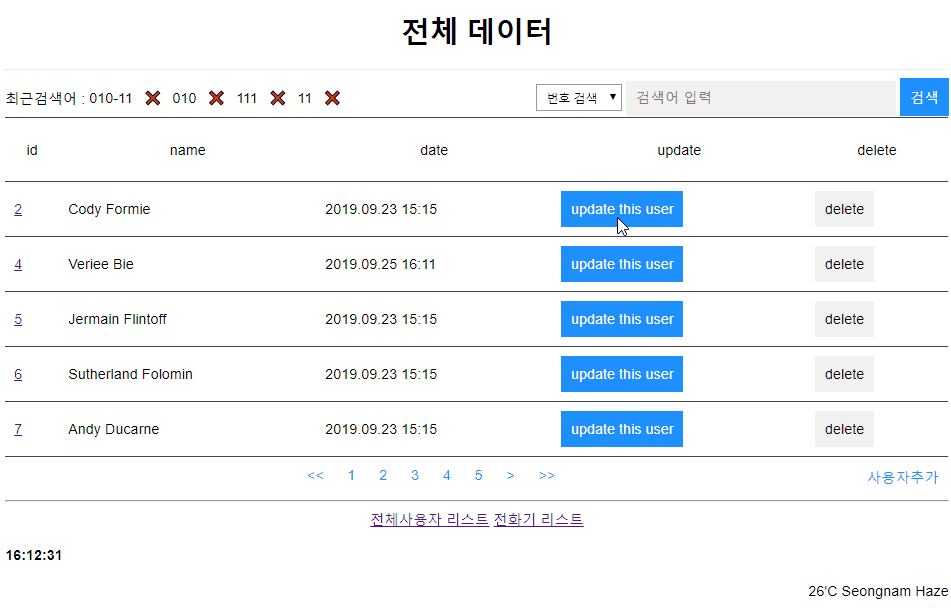 전체 데이터
최근검색어 : 010-11 ❌ 010 ❌ 111 ❌ 11 ❌ 번호 검색 ▼ 검색어 입력 검색
id name date update delete
2 Cody Formie 2019.09.23 15:15 update this user delete
4 Veriee Bie 2019.09.25 16:11 update this user delete
5 Jermain Flintoff 2019.09.23 15:15 update this user delete
6 Sutherland Folomin 2019.09.23 15:15 update this user delete
7 Andy Ducarne 2019.09.23 15:15 update this user delete
<< 1 2 3 4 5 > >> 사용자추가
전체사용자 리스트 전화기 리스트
16:12:31
26'C Seongnam Haze